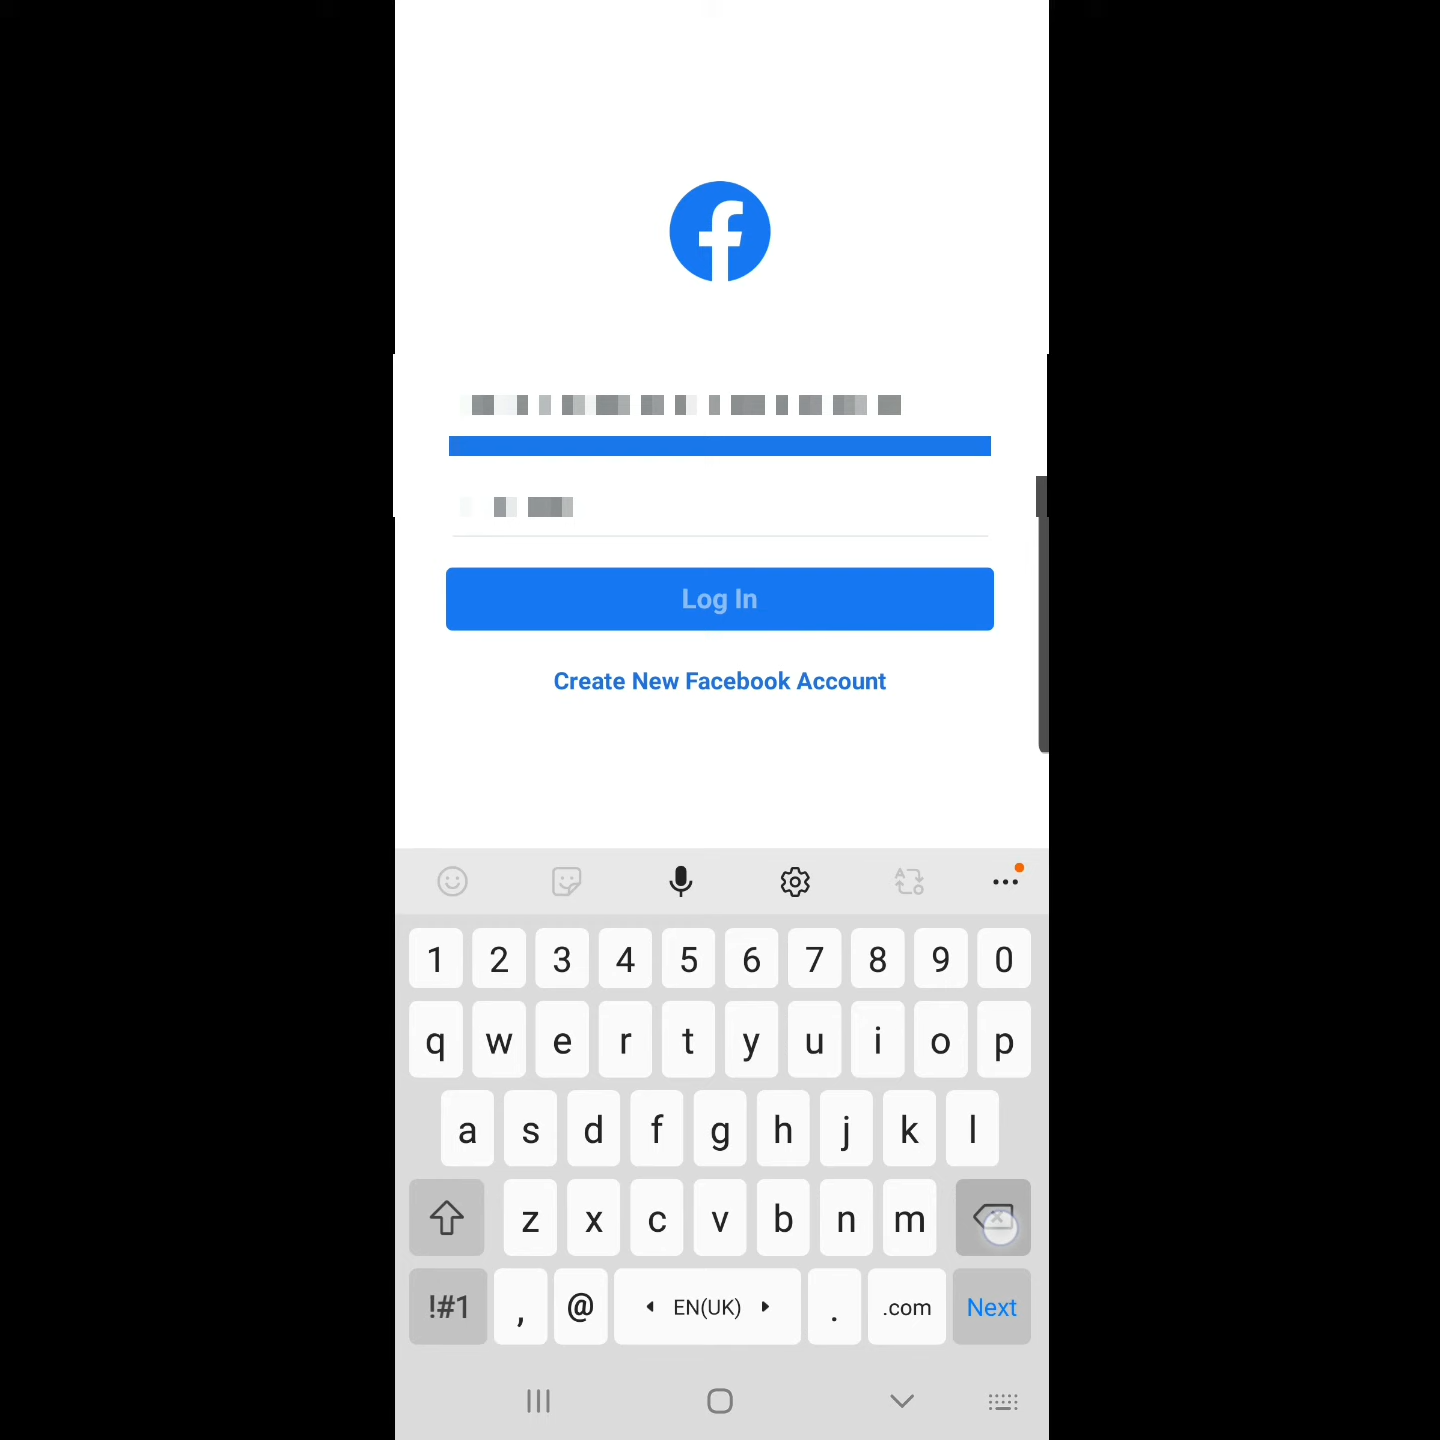 Log In
Create New Facebook Account
1 2 3 4 5 6 7 8 9 0
q w e r t y u i o p
a s d f g h j k l
z x c v b n m
!#1 , @ EN(UK) . .com Next